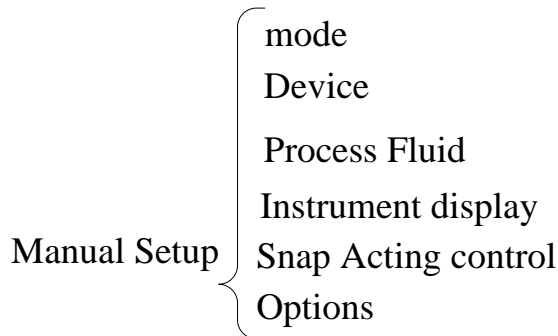 mode
Device
Process Fluid
Instrument display
Manual Setup
Snap Acting control
Options